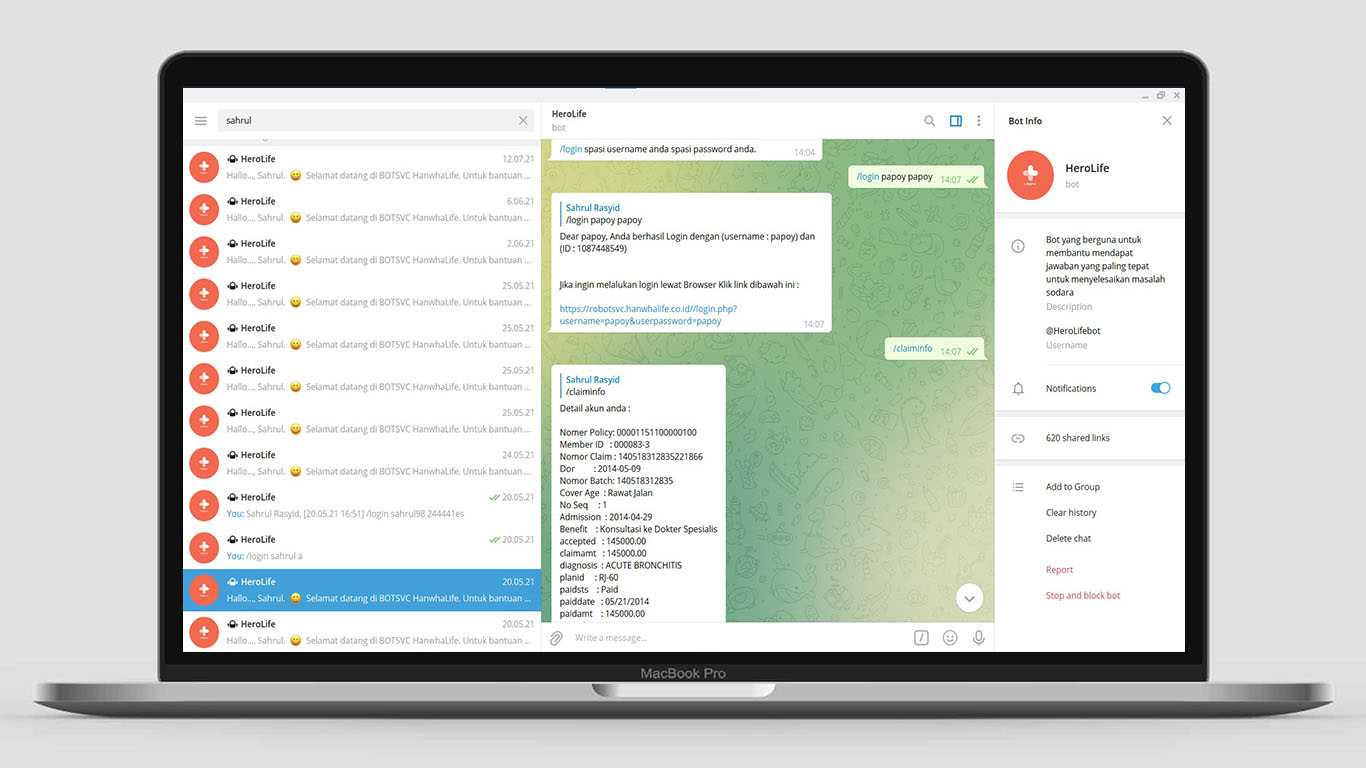 sahrul
HeroLife
12.07.21
Hallo..., Sahrul. 😀 Selamat datang di BOTSVC HanwhaLife. Untuk bantuan ...
HeroLife
6.06.21
Hallo..., Sahrul. 😀 Selamat datang di BOTSVC HanwhaLife. Untuk bantuan ...
HeroLife
2.06.21
Hallo..., Sahrul. 😀 Selamat datang di BOTSVC HanwhaLife. Untuk bantuan ...
HeroLife
25.05.21
Hallo..., Sahrul. 😀 Selamat datang di BOTSVC HanwhaLife. Untuk bantuan ...
HeroLife
25.05.21
Hallo..., Sahrul. 😀 Selamat datang di BOTSVC HanwhaLife. Untuk bantuan ...
HeroLife
25.05.21
Hallo..., Sahrul. 😀 Selamat datang di BOTSVC HanwhaLife. Untuk bantuan ...
HeroLife
25.05.21
Hallo..., Sahrul. 😀 Selamat datang di BOTSVC HanwhaLife. Untuk bantuan ...
HeroLife
24.05.21
Hallo..., Sahrul. 😀 Selamat datang di BOTSVC HanwhaLife. Untuk bantuan ...
HeroLife
20.05.21
You: Sahrul Rasyid, [20.05.21 16:51] /login sahrul98 244441es
HeroLife
20.05.21
You: /login sahrul a
HeroLife
20.05.21
Hallo..., Sahrul. 😀 Selamat datang di BOTSVC HanwhaLife. Untuk bantuan ...
HeroLife
20.05.21
Hallo..., Sahrul. 😀 Selamat datang di BOTSVC HanwhaLife. Untuk bantuan ...
HeroLife
bot
/login spasi username anda spasi password anda.
14:04
/login papoy papoy 14:07
Sahrul Rasyid
/login papoy papoy
Dear papoy, Anda berhasil Login dengan (username : papoy) dan
(ID : 1087448549)
Jika ingin melalukan login lewat Browser Klik link dibawah ini :
https://robotsvc.hanwhalife.co.id//login.php?
username=papoy&userpassword=papoy
14:07
/claiminfo 14:07
Sahrul Rasyid
/claiminfo
Detail akun anda :
Nomer Policy: 00001151100000100
Member ID : 000083-3
Nomor Claim : 140518312835221866
Dor : 2014-05-09
Nomor Batch: 140518312835
Cover Age : Rawat Jalan
No Seq : 1
Admission : 2014-04-29
Benefit : Konsultasi ke Dokter Spesialis
accepted : 145000.00
claimamt : 145000.00
diagnosis : ACUTE BRONCHITIS
planid : RJ-60
paidsts : Paid
paiddate : 05/21/2014
paidamt : 145000.00
Write a message...
Bot Info
HeroLife
bot
Bot yang berguna untuk
membantu mendapat
jawaban yang paling tepat
untuk menyelesaikan masalah
sodara
Description
@HeroLifebot
Username
Notifications
620 shared links
Add to Group
Clear history
Delete chat
Report
Stop and block bot
MacBook Pro